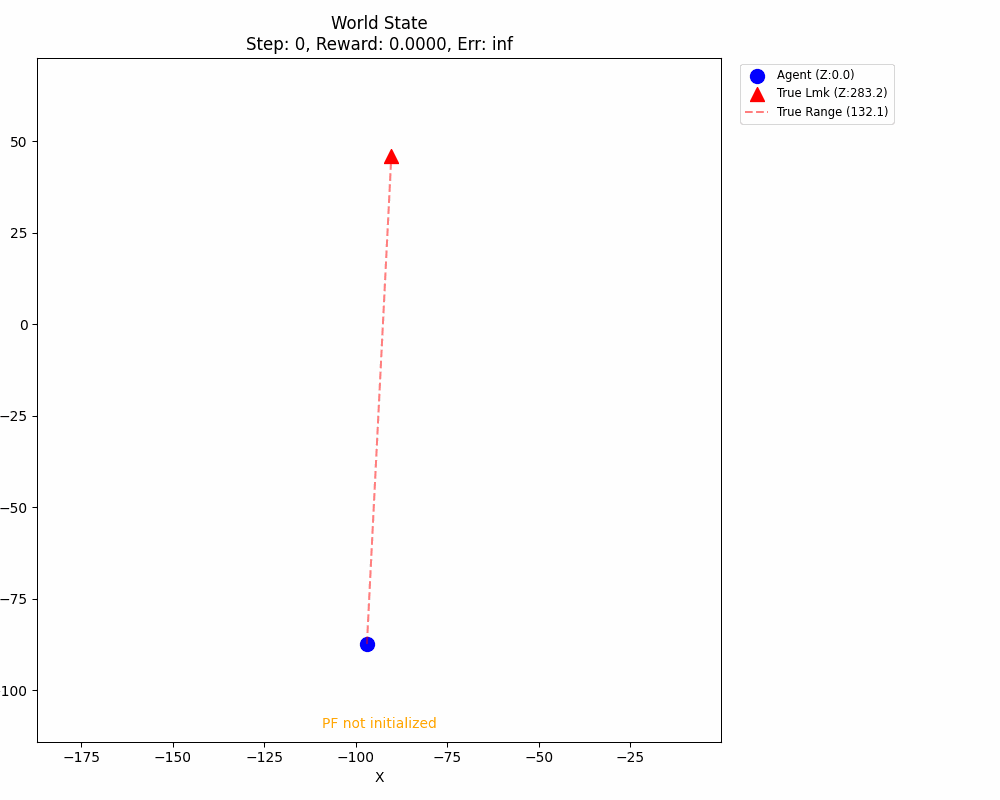 World State
Step: 0, Reward: 0.0000, Err: inf
Agent (Z:0.0)
True Lmk (Z:283.2)
True Range (132.1)
50
25
0
−25
−50
−75
100
PF not initialized
−175 −150 −125 −100 −75 −50 −25
X